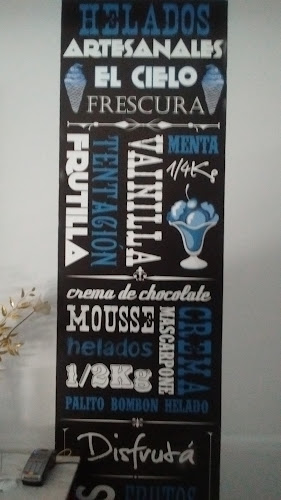 HELADOS
ARTESANALES
EL CIELO
FRESCURA
FRUTILLA
TENTACIÓN
VAINILLA
MENTA
1/4Kg
crema de chocolate
MOUSSE
helados
1/2Kg
MASCARPONE
CREMA
PALITO BOMBON HELADO
Disfrutá
FRUTOS